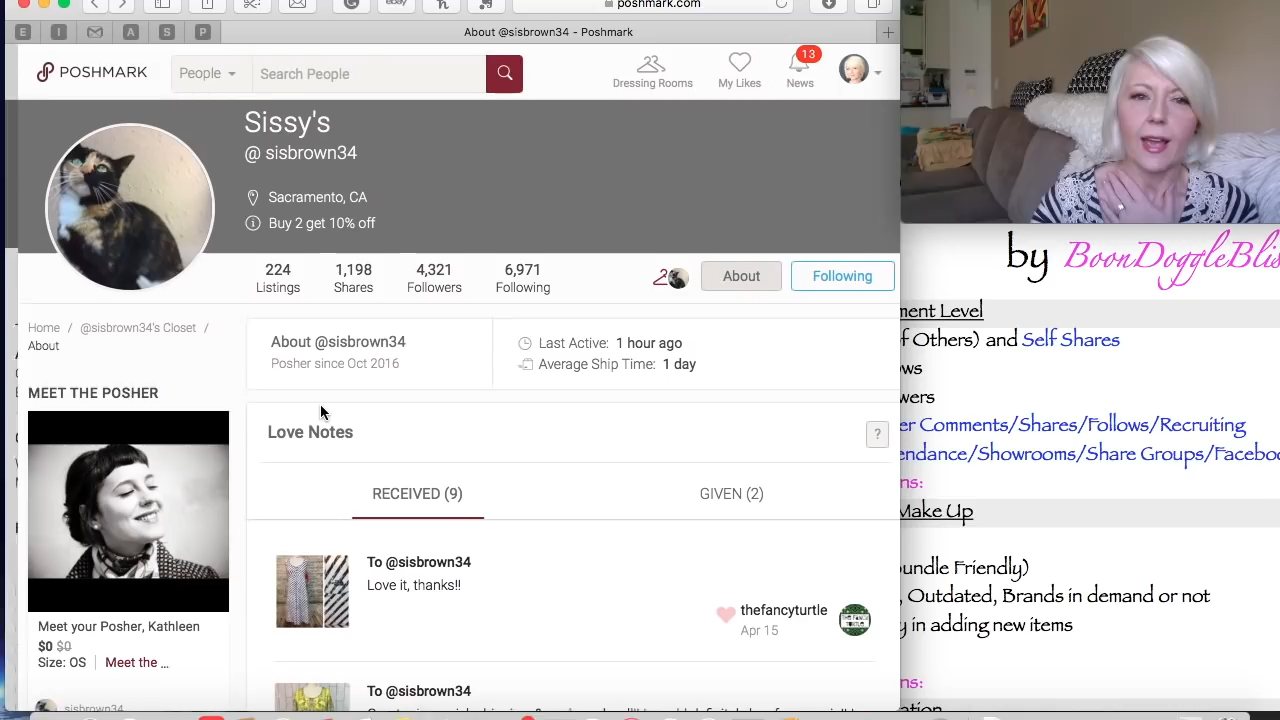 ebay
poshmark.com
E I A S P
About @sisbrown34 - Poshmark
POSHMARK
People
Search People
Dressing Rooms
My Likes
13
News
Sissy's
@ sisbrown34
Sacramento, CA
Buy 2 get 10% off
224
Listings
1,198
Shares
4,321
Followers
6,971
Following
About
Following
Home / @sisbrown34's Closet /
About
About @sisbrown34
Posher since Oct 2016
Last Active: 1 hour ago
Average Ship Time: 1 day
MEET THE POSHER
Meet your Posher, Kathleen
$0 $0
Size: OS
Meet the ...
sisbrown34
Love Notes
?
RECEIVED (9)
GIVEN (2)
To @sisbrown34
Love it, thanks!!
thefancyturtle
Apr 15
To @sisbrown34
by BoonDoggleBlis
ment Level
f Others) and Self Shares
ows
wers
er Comments/Shares/Follows/Recruiting
endance/Showrooms/Share Groups/Faceboo
ns:
Make Up
undle Friendly)
, Outdated, Brands in demand or not
y in adding new items
ns:
ation